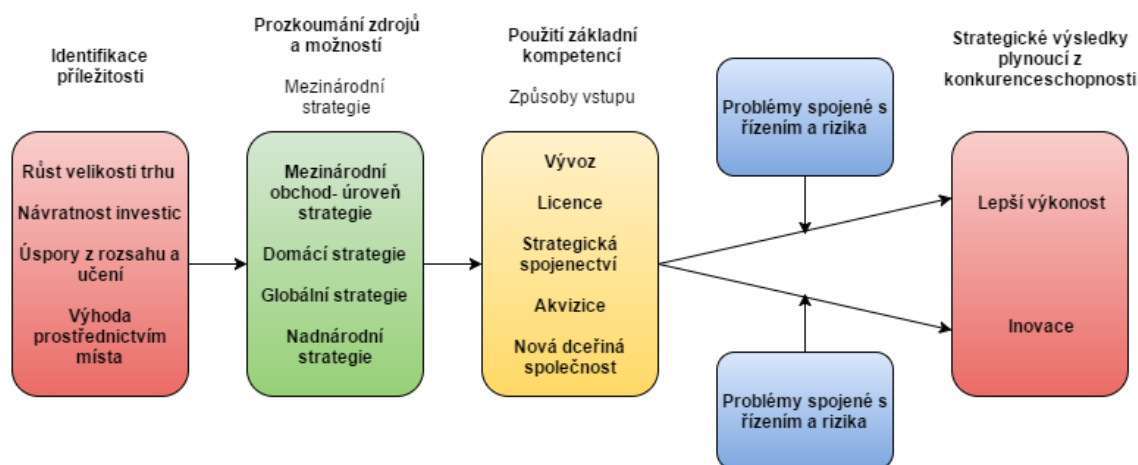 Identifikace
příležitosti
Růst velikosti trhu
Návratnost investic
Úspory z rozsahu a
učení
Výhoda
prostřednictvím
místa
Prozkoumání zdrojů
a možností
Mezinárodní
strategie
Mezinárodní
obchod- úroveň
strategie
Domácí strategie
Globální strategie
Nadnárodní
strategie
Použití základní
kompetencí
Způsoby vstupu
Vývoz
Licence
Strategická
spojenectví
Akvizice
Nová dceřiná
společnost
Problémy spojené s
řízením a rizika
Problémy spojené s
řízením a rizika
Strategické výsledky
plynoucí z
konkurenceschopnosti
Lepší výkonost
Inovace